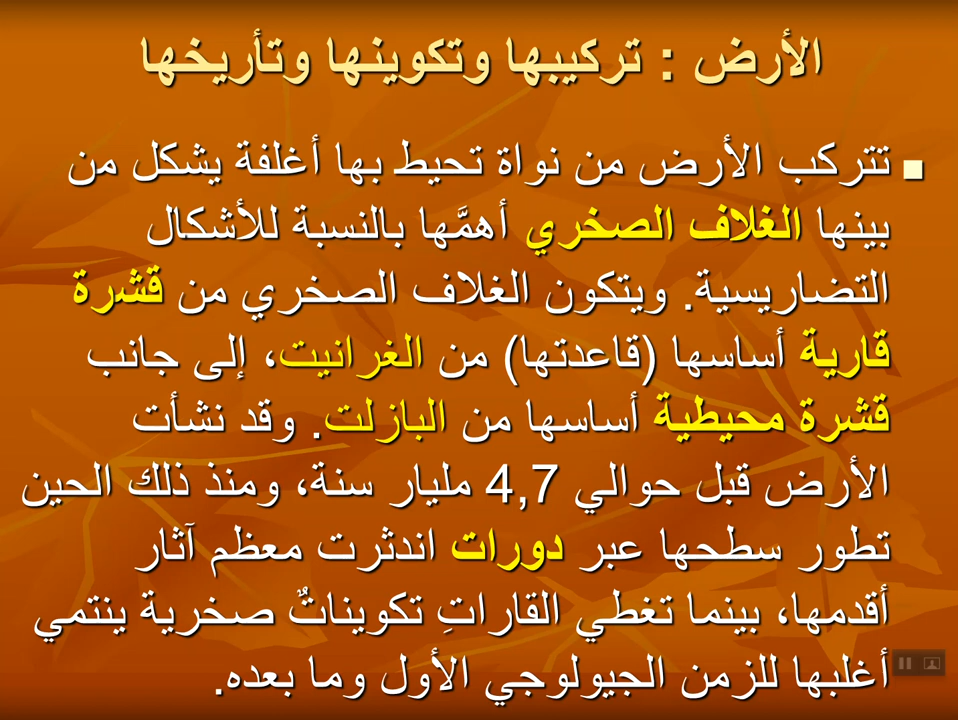 الأرض : تركيبها وتكوينها وتأريخها
تتركب الأرض من نواة تحيط بها أغلفة يشكل من
بينها الغلاف الصخري أهمَّها بالنسبة للأشكال
التضاريسية. ويتكون الغلاف الصخري من قشرة
قارية أساسها (قاعدتها) من الغرانيت، إلى جانب
قشرة محيطية أساسها من البازلت. وقد نشأت
الأرض قبل حوالي 4,7 مليار سنة، ومنذ ذلك الحين
تطور سطحها عبر دورات اندثرت معظم آثار
أقدمها، بينما تغطي القاراتِ تكويناتٌ صخرية ينتمي
أغلبها للزمن الجيولوجي الأول وما بعده.